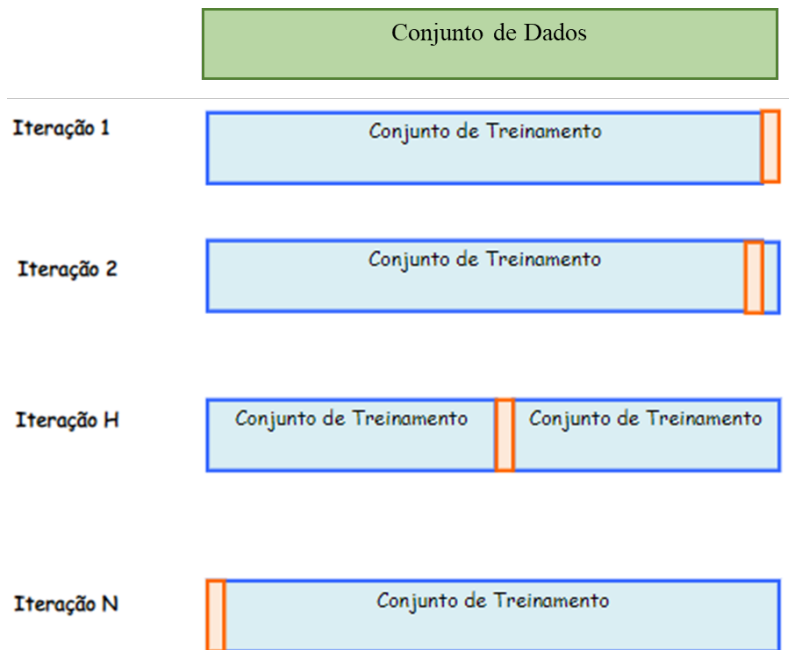 Conjunto de Dados
Iteração 1
Conjunto de Treinamento
Iteração 2
Conjunto de Treinamento
Iteração H
Conjunto de Treinamento
Conjunto de Treinamento
Iteração N
Conjunto de Treinamento